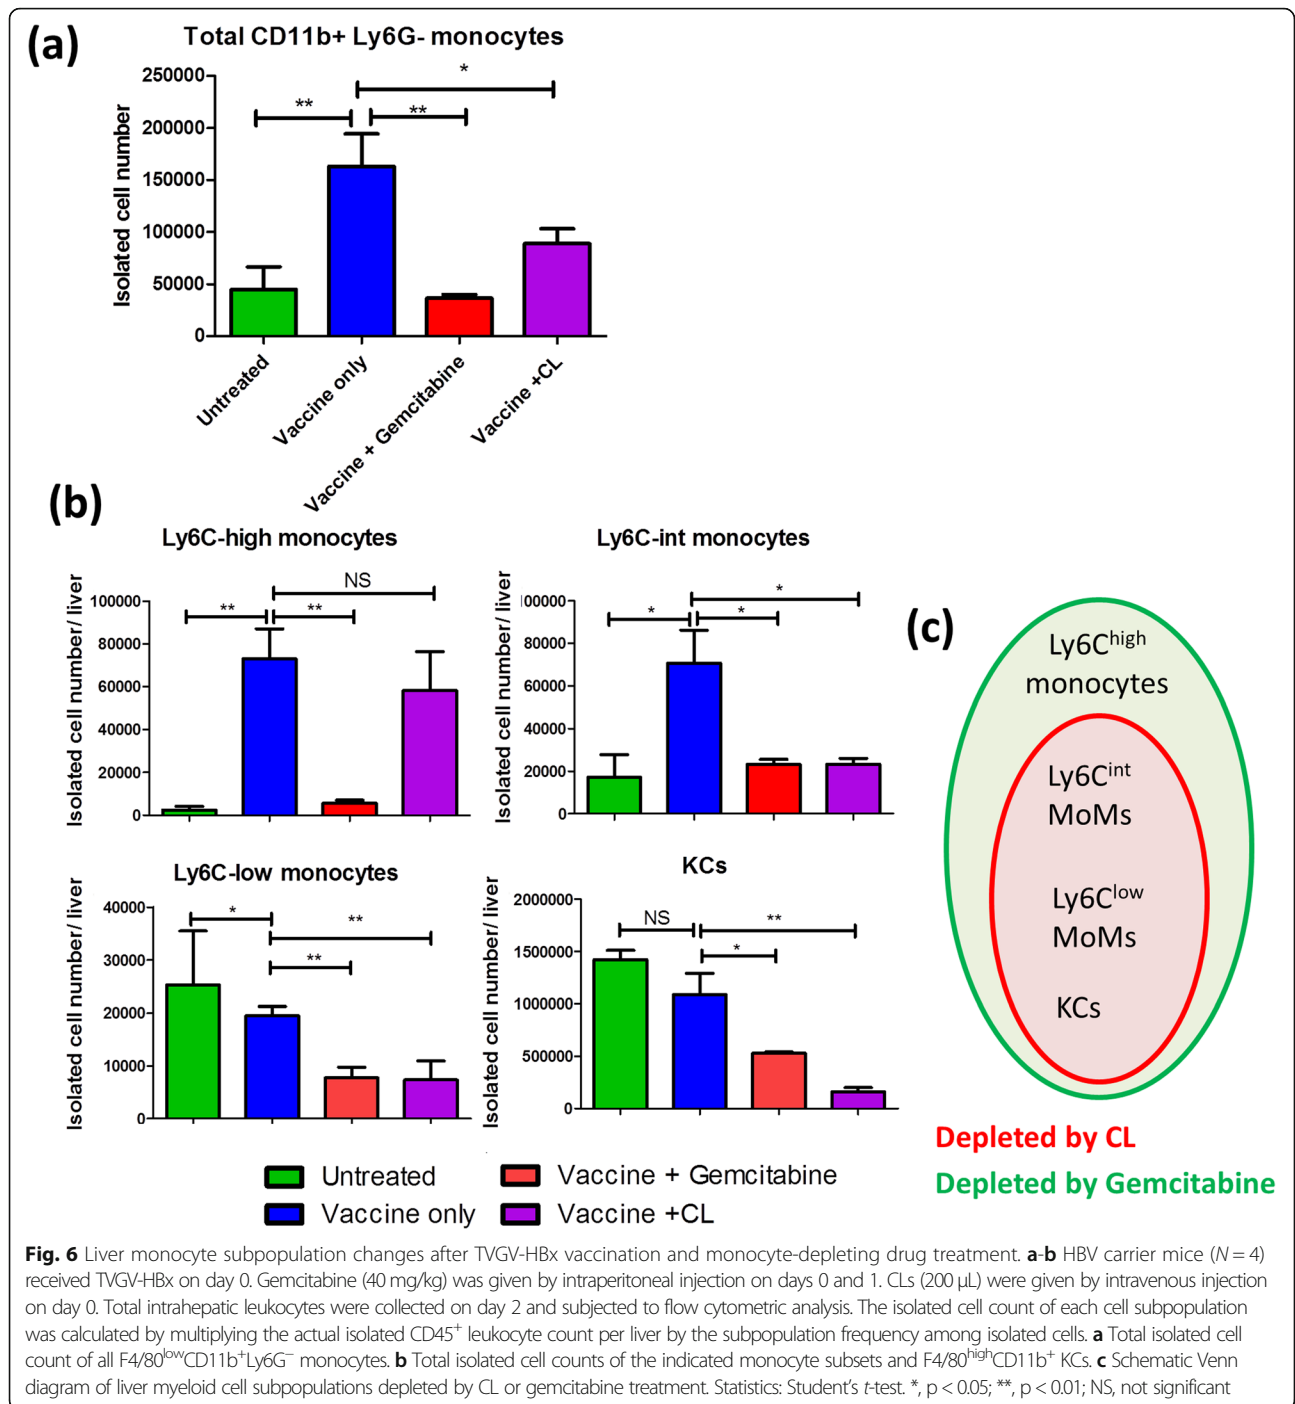 (a)
Total CD11b+ Ly6G- monocytes
Isolated cell number
250000
200000
150000
100000
50000
0
**
**
*
Untreated
Vaccine only
Vaccine + Gemcitabine
Vaccine +CL
(b)
Ly6C-high monocytes
Isolated cell number/ liver
100000
80000
60000
40000
20000
0
**
**
NS
Ly6C-int monocytes
Isolated cell number/ liver
00000
80000
60000
40000
20000
0
*
*
*
Ly6C-low monocytes
Isolated cell number/ liver
40000
30000
20000
10000
0
*
**
**
KCs
Isolated cell number/ liver
2000000
1500000
1000000
500000
0
NS
**
*
Untreated
Vaccine only
Vaccine + Gemcitabine
Vaccine +CL
(c)
Ly6Chigh
monocytes
Ly6Cint
MoMs
Ly6Clow
MoMs
KCs
Depleted by CL
Depleted by Gemcitabine
Fig. 6 Liver monocyte subpopulation changes after TVGV-HBx vaccination and monocyte-depleting drug treatment. a-b HBV carrier mice (N = 4)
received TVGV-HBx on day 0. Gemcitabine (40 mg/kg) was given by intraperitoneal injection on days 0 and 1. CLs (200 μL) were given by intravenous injection
on day 0. Total intrahepatic leukocytes were collected on day 2 and subjected to flow cytometric analysis. The isolated cell count of each cell subpopulation
was calculated by multiplying the actual isolated CD45+ leukocyte count per liver by the subpopulation frequency among isolated cells. a Total isolated cell
count of all F4/80lowCD11b+Ly6G− monocytes. b Total isolated cell counts of the indicated monocyte subsets and F4/80highCD11b+ KCs. c Schematic Venn
diagram of liver myeloid cell subpopulations depleted by CL or gemcitabine treatment. Statistics: Student's t-test. *, p < 0.05; **, p < 0.01; NS, not significant